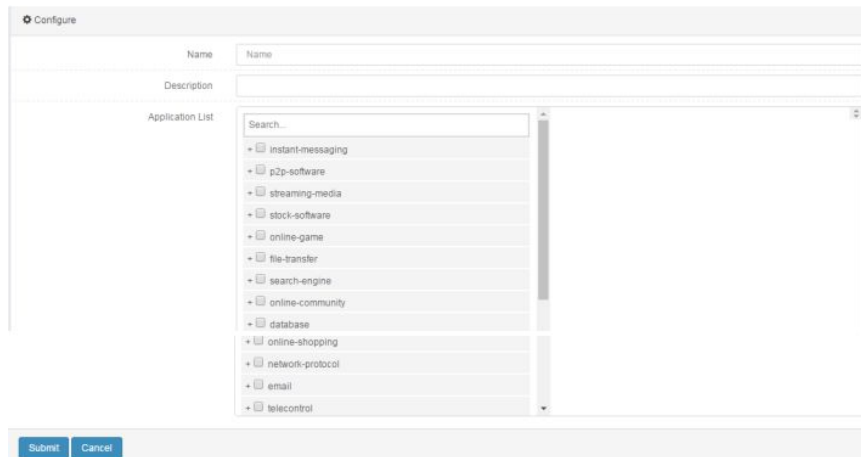 Configure
Name Name
Description
Application List
Search...
+ instant-messaging
+ p2p-software
+ streaming-media
+ stock-software
+ online-game
+ file-transfer
+ search-engine
+ online-community
+ database
+ online-shopping
+ network-protocol
+ email
+ telecontrol
Submit Cancel